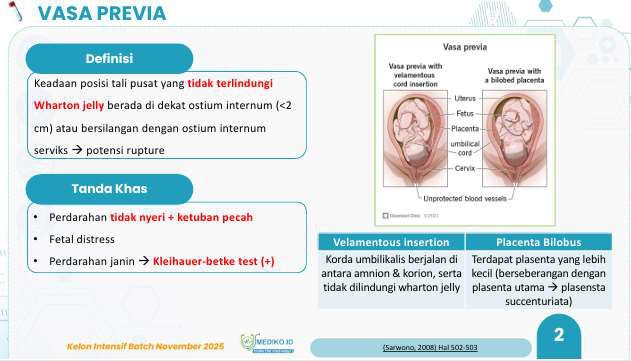 VASA PREVIA
Definisi
Keadaan posisi tali pusat yang tidak terlindungi
Wharton jelly berada di dekat ostium internum (<2
cm) atau bersilangan dengan ostium internum
serviks → potensi rupture
Tanda Khas
• Perdarahan tidak nyeri + ketuban pecah
• Fetal distress
• Perdarahan janin → Kleihauer-betke test (+)
Vasa previa
Vasa previa with
velamentous
cord insertion
Vasa previa with
a bilobed placenta
Uterus
Fetus
Placenta
umbilical
cord
Cervix
Unprotected blood vessels
Cleveland Clinic
©2021
Velamentous insertion
Korda umbilikalis berjalan di
antara amnion & korion, serta
tidak dilindungi wharton jelly
Placenta Bilobus
Terdapat plasenta yang lebih
kecil (berseberangan dengan
plasenta utama → plasensta
succenturiata)
Kelon Intensif Batch November 2025
MEDIKO.ID
(Sarwono, 2008) Hal 502-503
2